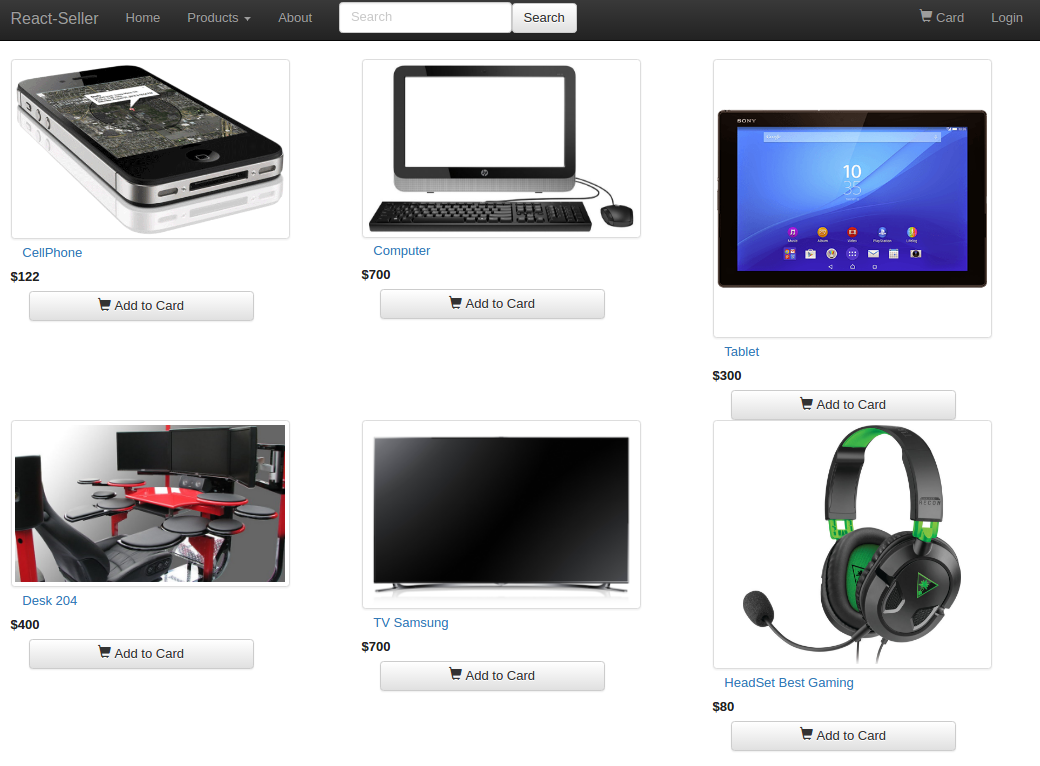 React-Seller Home Products About Search Search Card Login
SONY
10
35
CellPhone
$122
Add to Card
Computer
$700
Add to Card
Tablet
$300
Add to Card
RECON
Desk 204
$400
Add to Card
TV Samsung
$700
Add to Card
HeadSet Best Gaming
$80
Add to Card